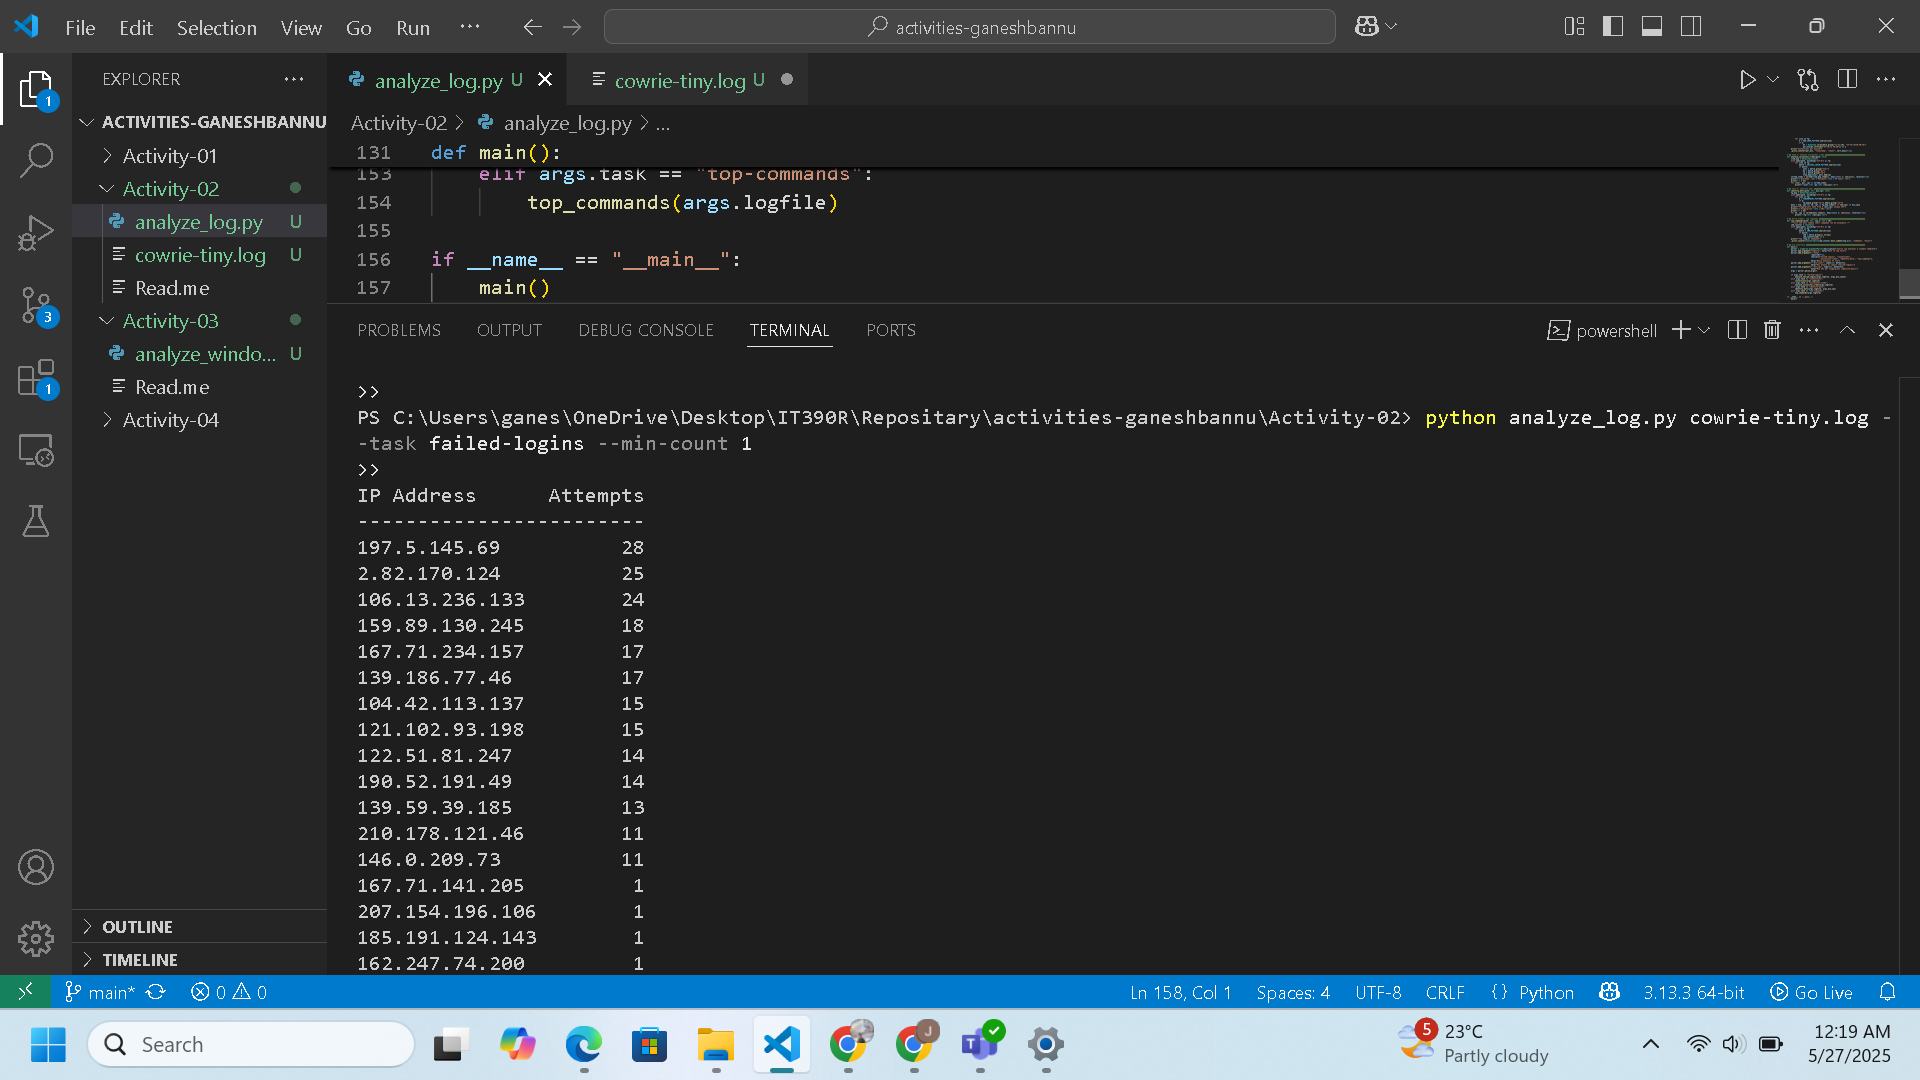 File Edit Selection View Go Run ··· activities-ganeshbannu
EXPLORER ···
analyze_log.py U
cowrie-tiny.log U
ACTIVITIES-GANESHBANNU
Activity-01
Activity-02
analyze_log.py U
cowrie-tiny.log U
Read.me
Activity-03
analyze_windo... U
Read.me
Activity-04
OUTLINE
TIMELINE
1
3
1
Activity-02 > analyze_log.py > ...
131 def main():
153 elif args.task == "top-commands":
154 top_commands(args.logfile)
155
156 if __name__ == "__main__":
157 main()
PROBLEMS OUTPUT DEBUG CONSOLE TERMINAL PORTS powershell
>>
PS C:\Users\ganes\OneDrive\Desktop\IT390R\Repositary\activities-ganeshbannu\Activity-02> python analyze_log.py cowrie-tiny.log -
-task failed-logins --min-count 1
>>
IP Address Attempts
------------------------
197.5.145.69 28
2.82.170.124 25
106.13.236.133 24
159.89.130.245 18
167.71.234.157 17
139.186.77.46 17
104.42.113.137 15
121.102.93.198 15
122.51.81.247 14
190.52.191.49 14
139.59.39.185 13
210.178.121.46 11
146.0.209.73 11
167.71.141.205 1
207.154.196.106 1
185.191.124.143 1
162.247.74.200 1
main* 0 0 Ln 158, Col 1 Spaces: 4 UTF-8 CRLF {} Python 3.13.3 64-bit Go Live
Search
J
T
5
23°C
Partly cloudy
12:19 AM
5/27/2025